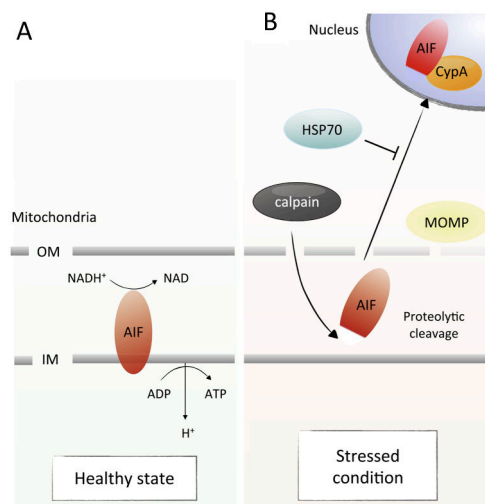 A
Mitochondria
OM
NADH⁺
NAD
AIF
IM
ADP
ATP
H⁺
Healthy state
B
Nucleus
AIF
CypA
HSP70
calpain
MOMP
AIF
Proteolytic
cleavage
Stressed
condition